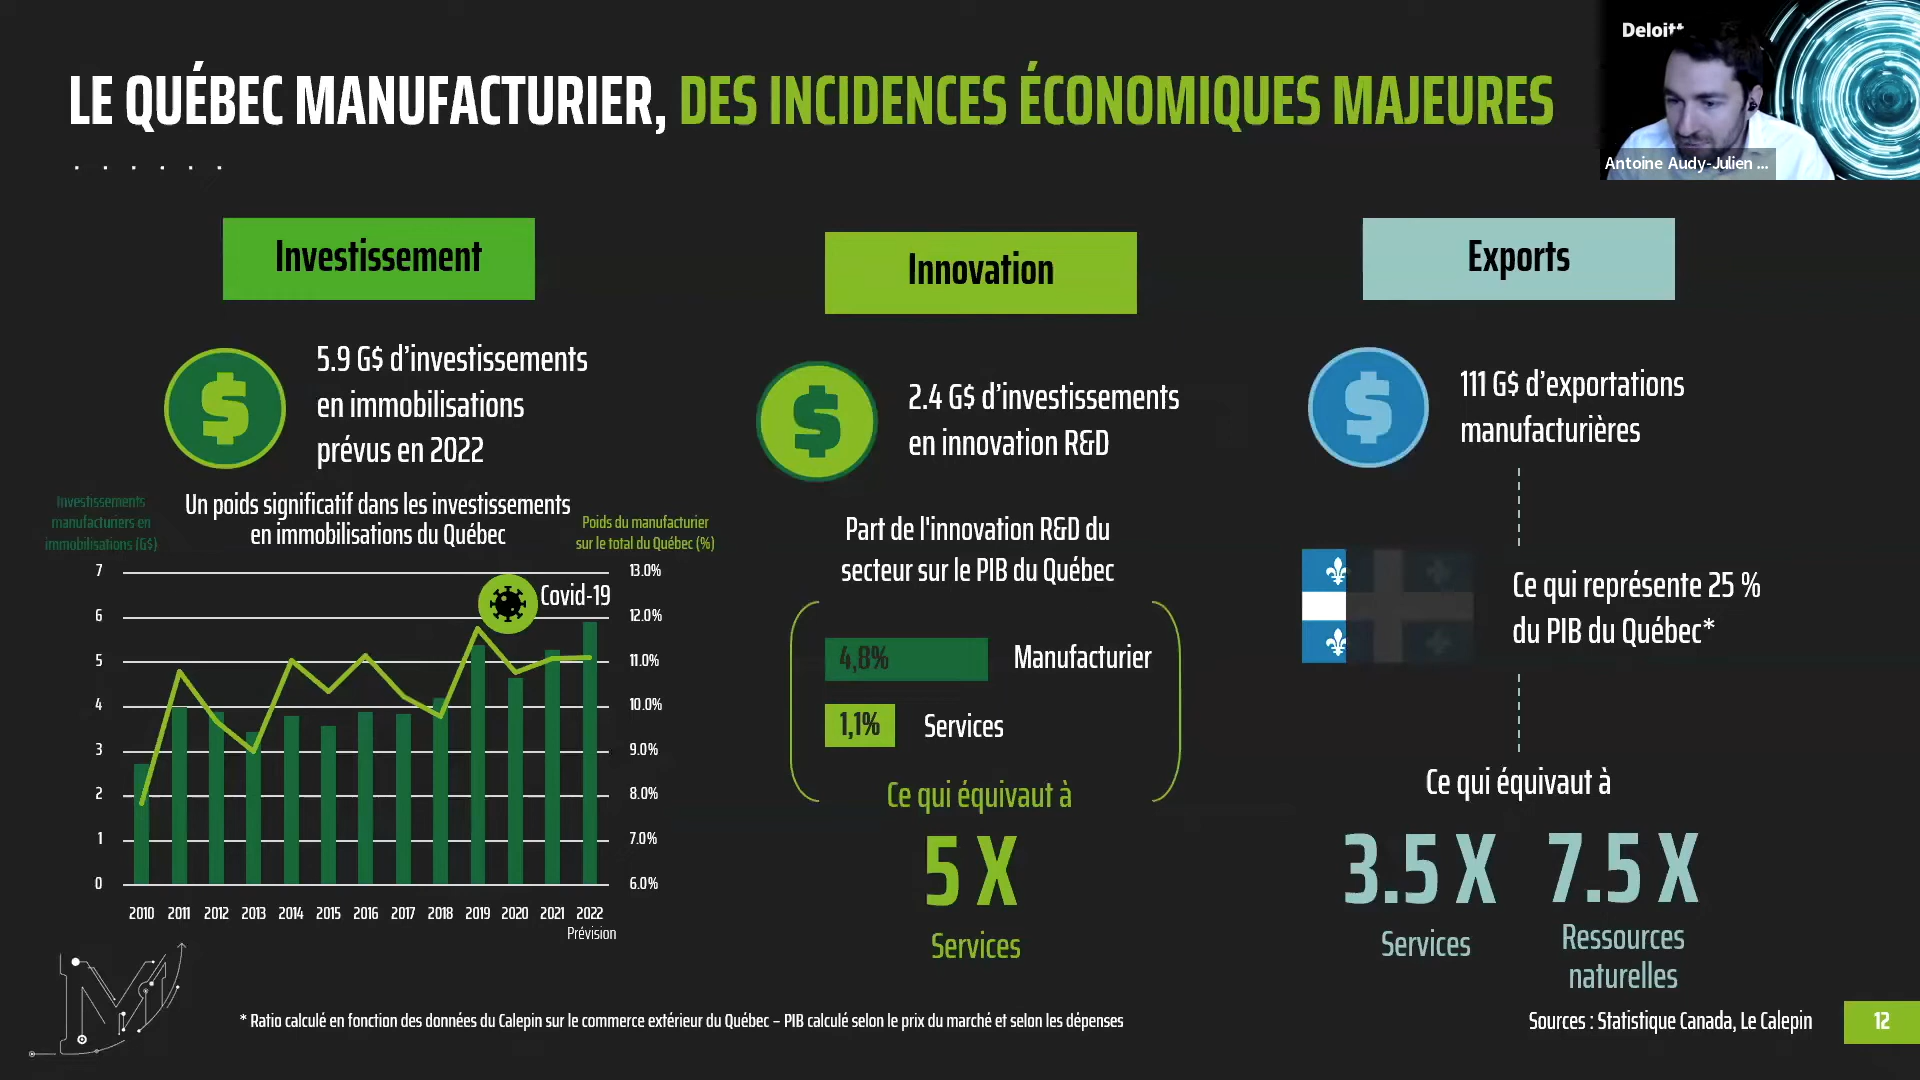 LE QUÉBEC MANUFACTURIER, DES INCIDENCES ÉCONOMIQUES MAJEURES
Deloitt
Antoine Audy-Julien ...
Investissement
5.9 G$ d’investissements
en immobilisations
prévus en 2022
Investissements
manufacturiers en
immobilisations (G$)
Un poids significatif dans les investissements
en immobilisations du Québec
Poids du manufacturier
sur le total du Québec (%)
7
6
5
4
3
2
1
0
Covid-19
13.0%
12.0%
11.0%
10.0%
9.0%
8.0%
7.0%
6.0%
2010 2011 2012 2013 2014 2015 2016 2017 2018 2019 2020 2021 2022
Prévision
Innovation
2.4 G$ d’investissements
en innovation R&D
Part de l'innovation R&D du
secteur sur le PIB du Québec
4,8% Manufacturier
1,1% Services
Ce qui équivaut à
5 X
Services
Exports
111 G$ d’exportations
manufacturières
Ce qui représente 25 %
du PIB du Québec*
Ce qui équivaut à
3.5 X
Services
7.5 X
Ressources
naturelles
* Ratio calculé en fonction des données du Calepin sur le commerce extérieur du Québec – PIB calculé selon le prix du marché et selon les dépenses
Sources : Statistique Canada, Le Calepin
12